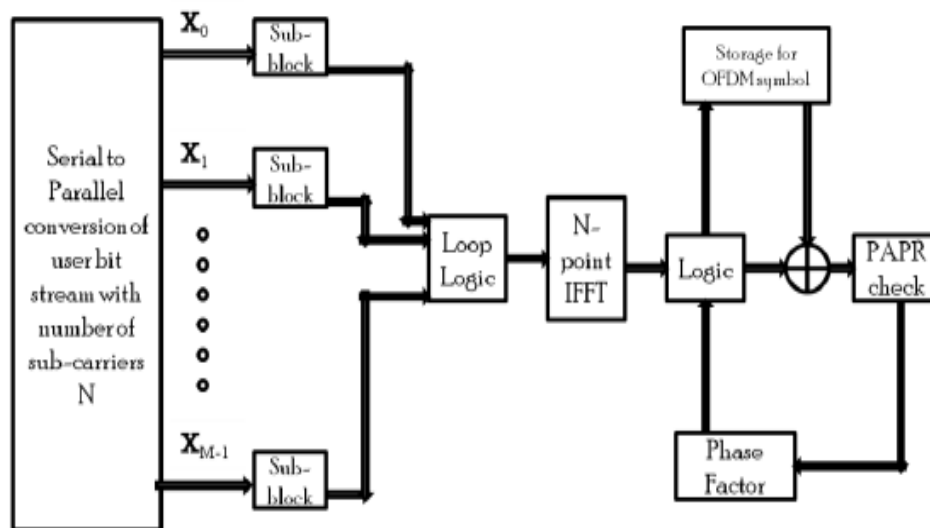 Serial to
Parallel
conversion of
user bit
stream with
number of
sub-carriers
N
X0
Sub-
block
X1
Sub-
block
XM-1
Sub-
block
Loop
Logic
N-
point
IFFT
Logic
Storage for
OFDM symbol
PAPR
check
Phase
Factor